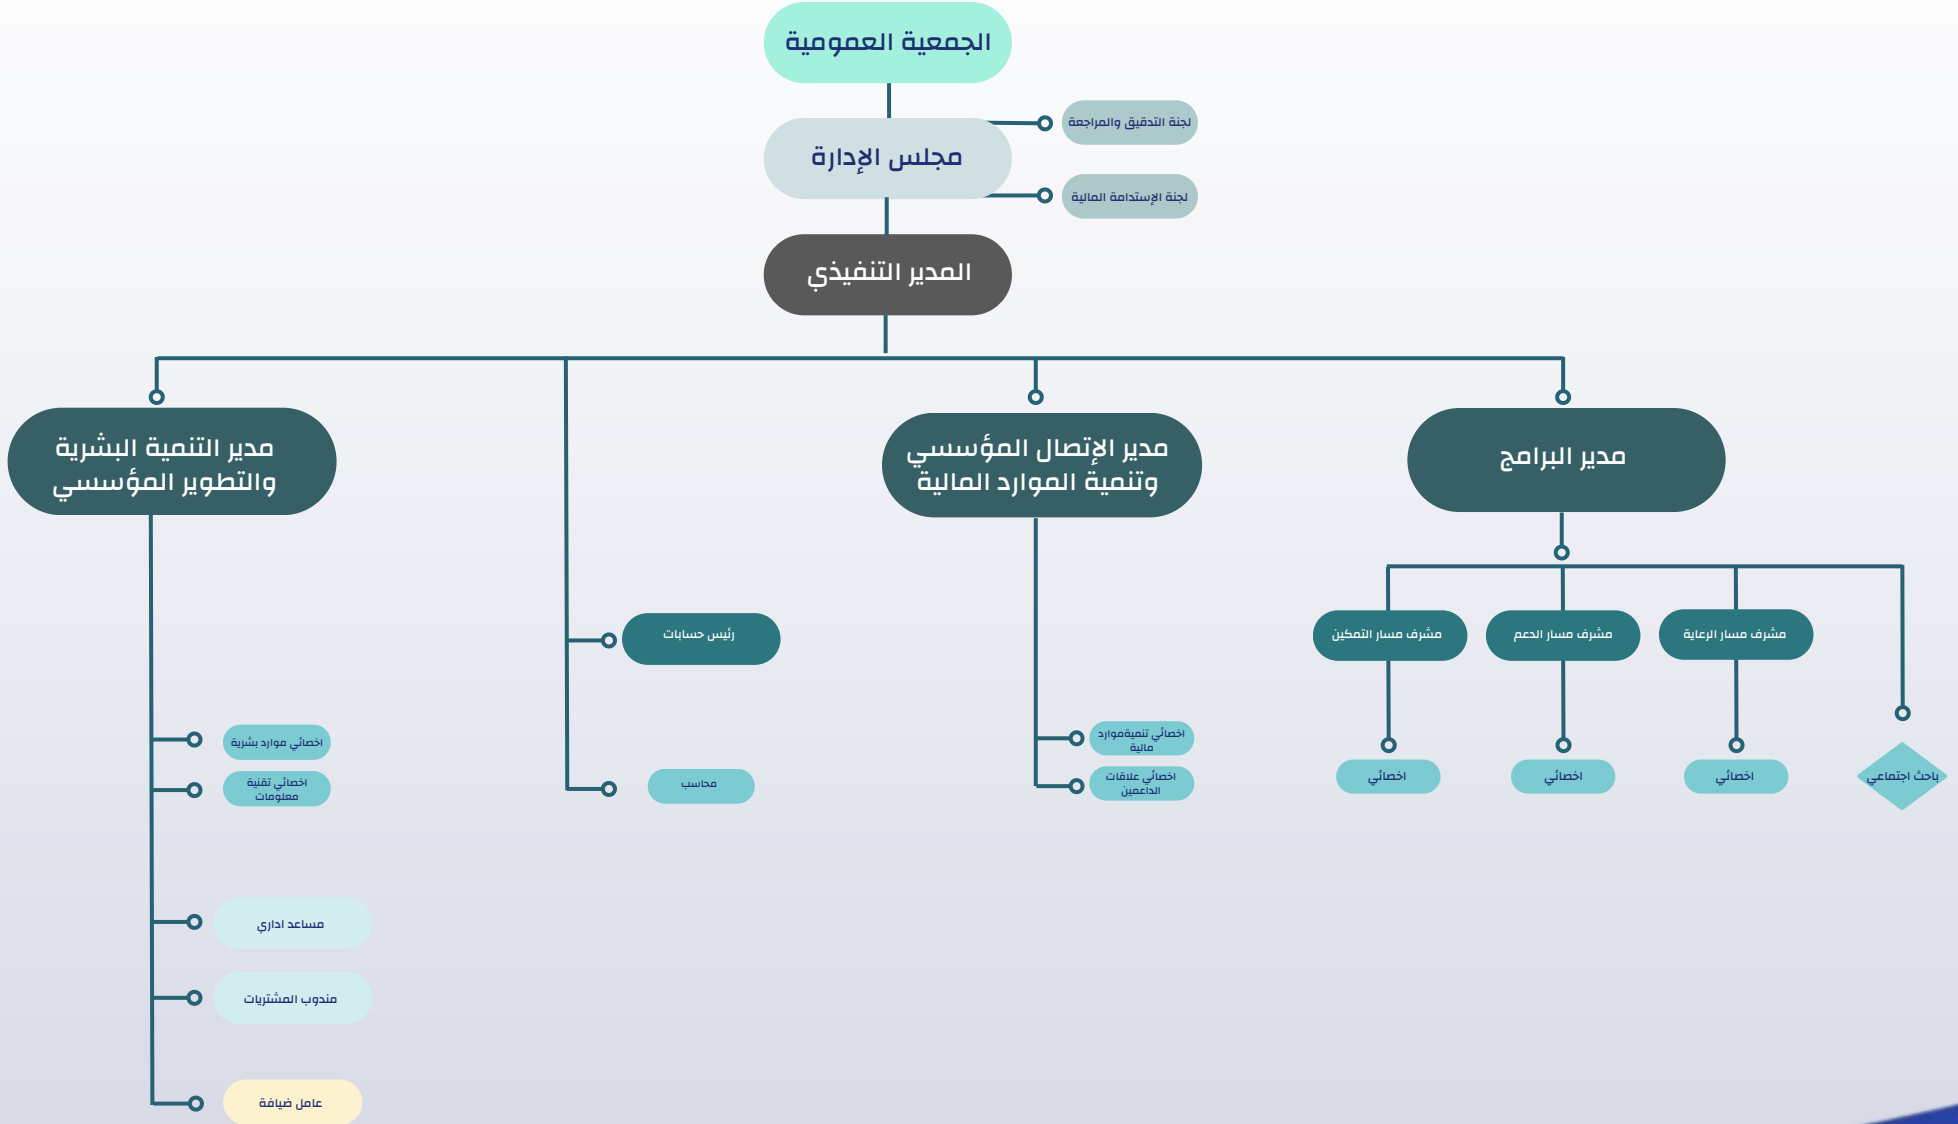 الجمعية العمومية
لجنة التدقيق والمراجعة
مجلس الإدارة
لجنة الإستدامة المالية
المدير التنفيذي
مدير البرامج
مدير الإتصال المؤسسي
وتنمية الموارد المالية
مدير التنمية البشرية
والتطوير المؤسسي
مشرف مسار الرعاية
مشرف مسار الدعم
مشرف مسار التمكين
رئيس حسابات
باحث اجتماعي
اخصائي
اخصائي
اخصائي
اخصائي تنميةموارد
مالية
اخصائي علاقات
الداعمين
محاسب
اخصائي موارد بشرية
اخصائي تقنية
معلومات
مساعد اداري
مندوب المشتريات
عامل ضيافة